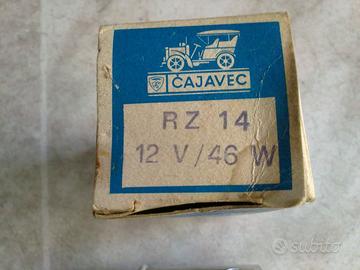 ČAJAVEC
RZ 14
12 V/46 W
subito